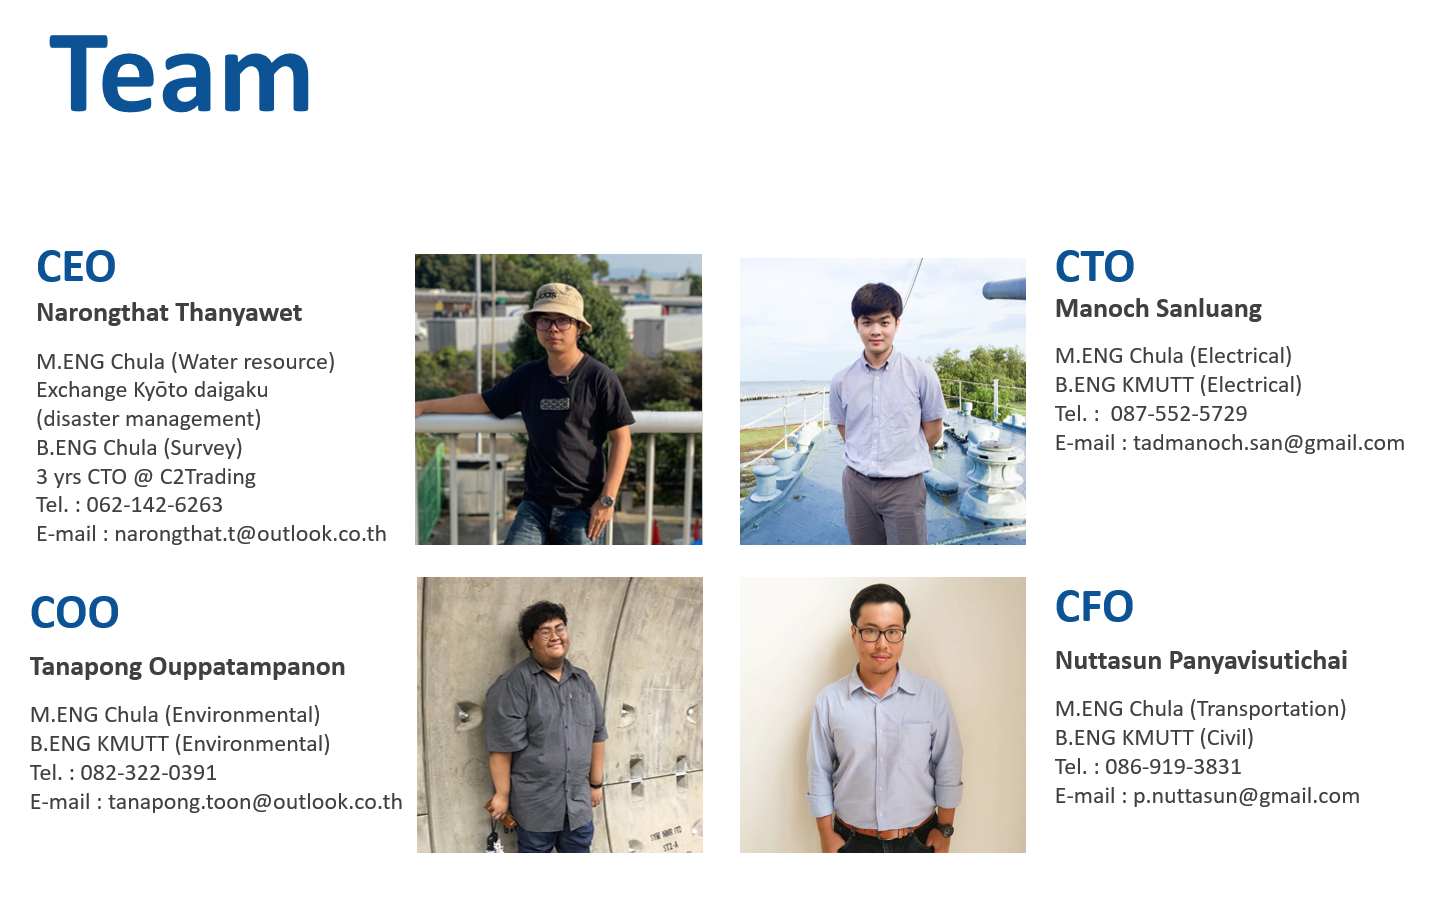 Team
CEO
Narongthat Thanyawet
M.ENG Chula (Water resource)
Exchange Kyōto daigaku
(disaster management)
B.ENG Chula (Survey)
3 yrs CTO @ C2Trading
Tel. : 062-142-6263
E-mail : narongthat.t@outlook.co.th
CTO
Manoch Sanluang
M.ENG Chula (Electrical)
B.ENG KMUTT (Electrical)
Tel. :  087-552-5729
E-mail : tadmanoch.san@gmail.com
COO
Tanapong Ouppatampanon
M.ENG Chula (Environmental)
B.ENG KMUTT (Environmental)
Tel. : 082-322-0391
E-mail : tanapong.toon@outlook.co.th
CFO
Nuttasun Panyavisutichai
M.ENG Chula (Transportation)
B.ENG KMUTT (Civil)
Tel. : 086-919-3831
E-mail : p.nuttasun@gmail.com